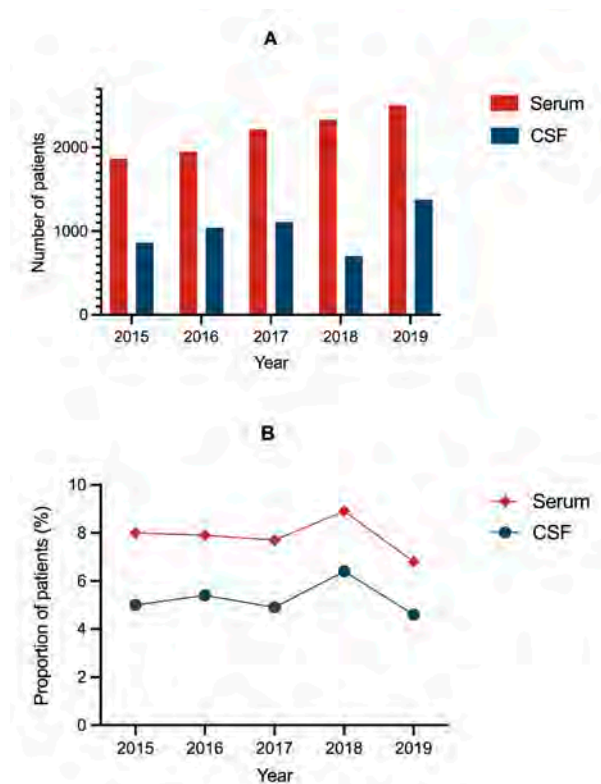 A
Number of patients
2000
1000
0
2015 2016 2017 2018 2019
Year
Serum
CSF
B
Proportion of patients (%)
10
8
6
4
2
0
2015 2016 2017 2018 2019
Year
Serum
CSF